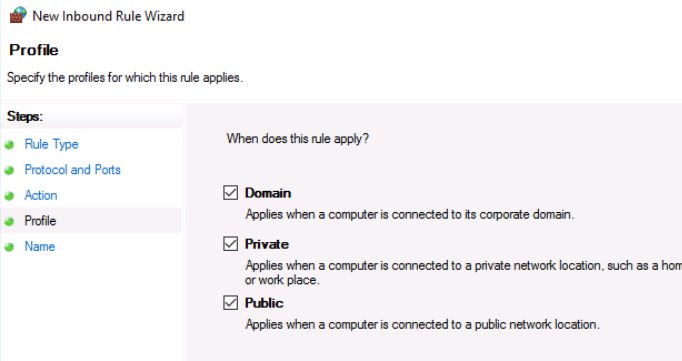 New Inbound Rule Wizard
Profile
Specify the profiles for which this rule applies.
Steps:
Rule Type
Protocol and Ports
Action
Profile
Name
When does this rule apply?
Domain
Applies when a computer is connected to its corporate domain.
Private
Applies when a computer is connected to a private network location, such as a
or work place.
Public
Applies when a computer is connected to a public network location.